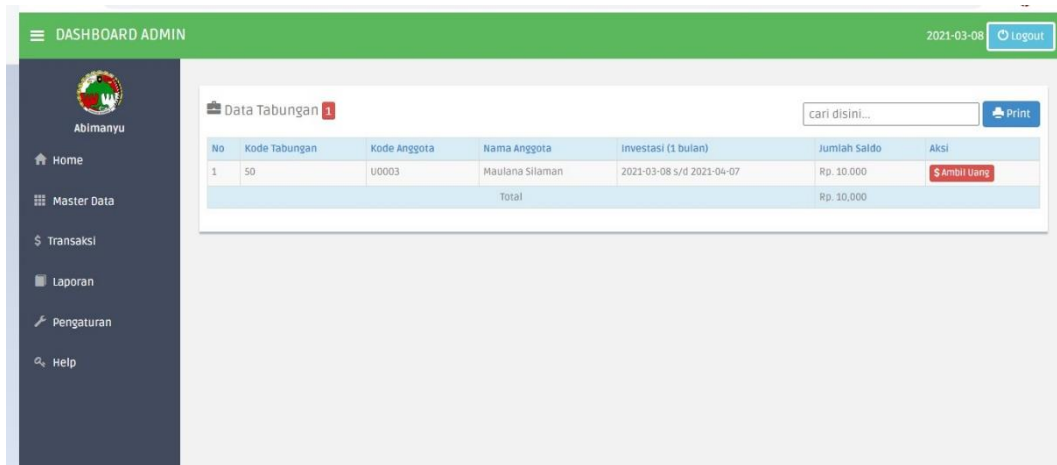 DASHBOARD ADMIN
2021-03-08 Logout
Abimanyu
Home
Master Data
$ Transaksi
Laporan
Pengaturan
Help
Data Tabungan 1
cari disini...
Print
No Kode Tabungan Kode Anggota Nama Anggota Investasi (1 bulan) Jumlah Saldo Aksi
1 50 U0003 Maulana Silaman 2021-03-08 s/d 2021-04-07 Rp. 10.000 $ Ambil Uang
Total Rp. 10,000